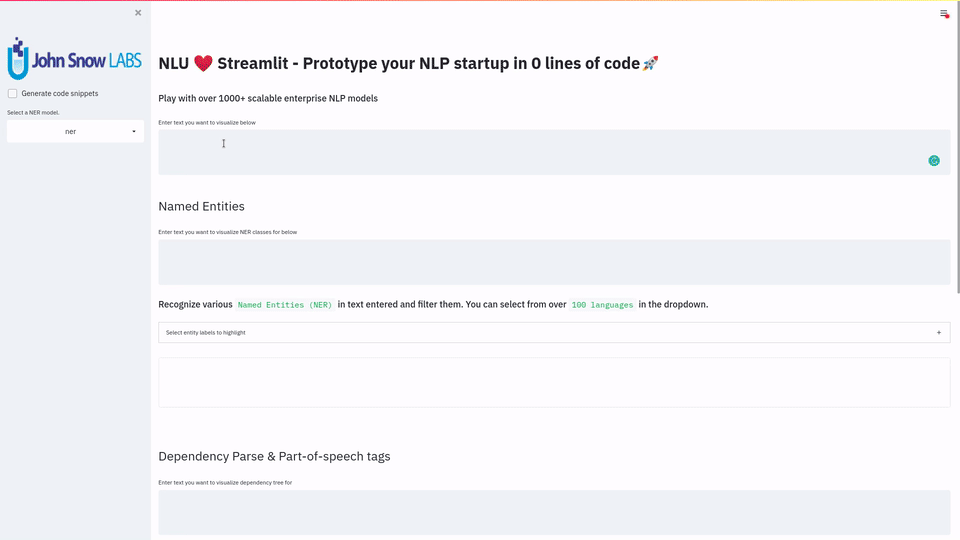 John Snow LABS
Generate code snippets
Select a NER model.
ner
NLU ❤️ Streamlit - Prototype your NLP startup in 0 lines of code🚀
Play with over 1000+ scalable enterprise NLP models
Enter text you want to visualize below
Named Entities
Enter text you want to visualize NER classes for below
Recognize various Named Entities (NER) in text entered and filter them. You can select from over 100 languages in the dropdown.
Select entity labels to highlight
Dependency Parse & Part-of-speech tags
Enter text you want to visualize dependency tree for